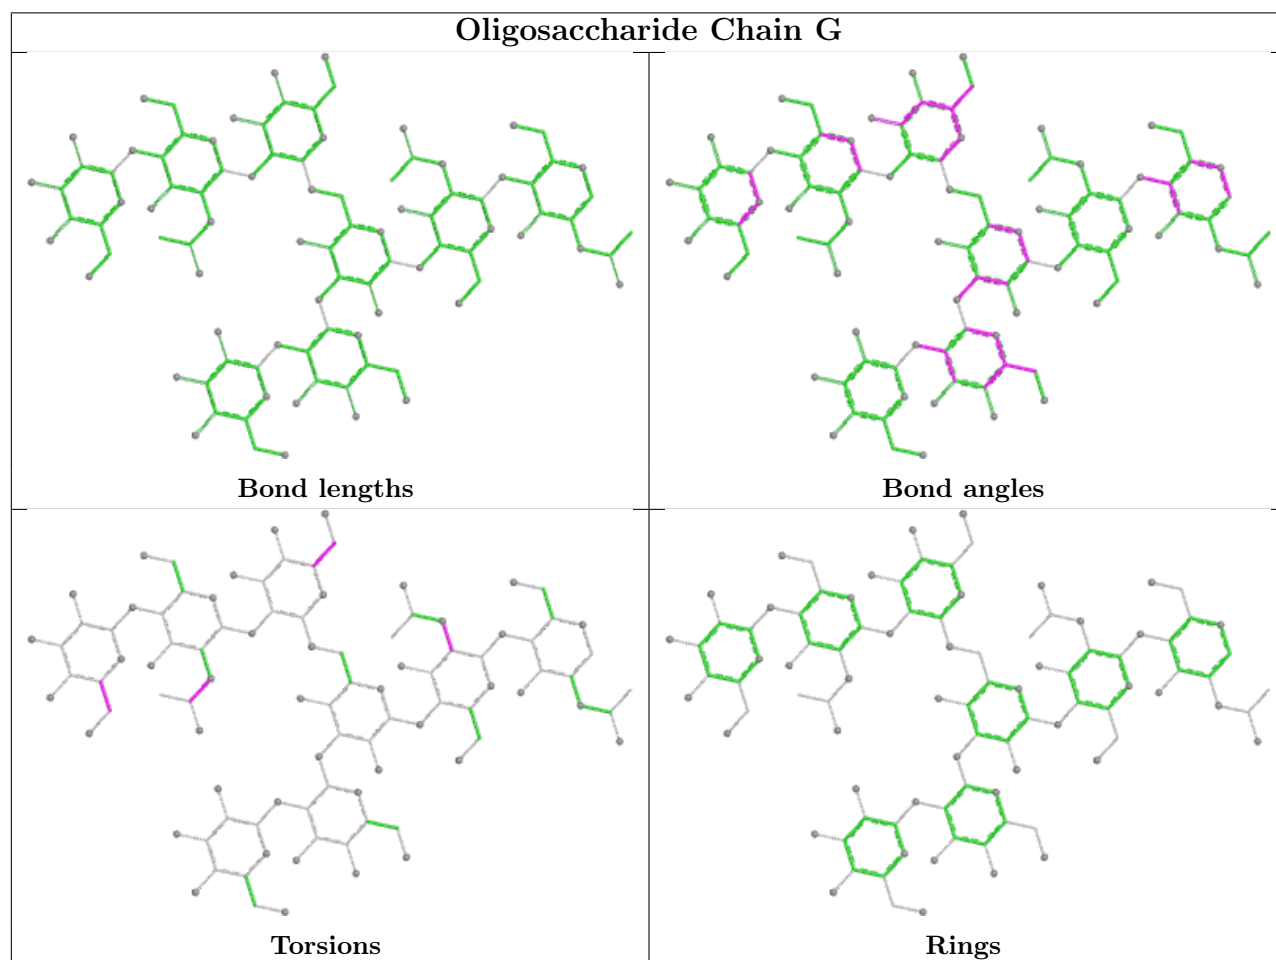 Oligosaccharide Chain G
Bond lengths
Bond angles
Torsions
Rings